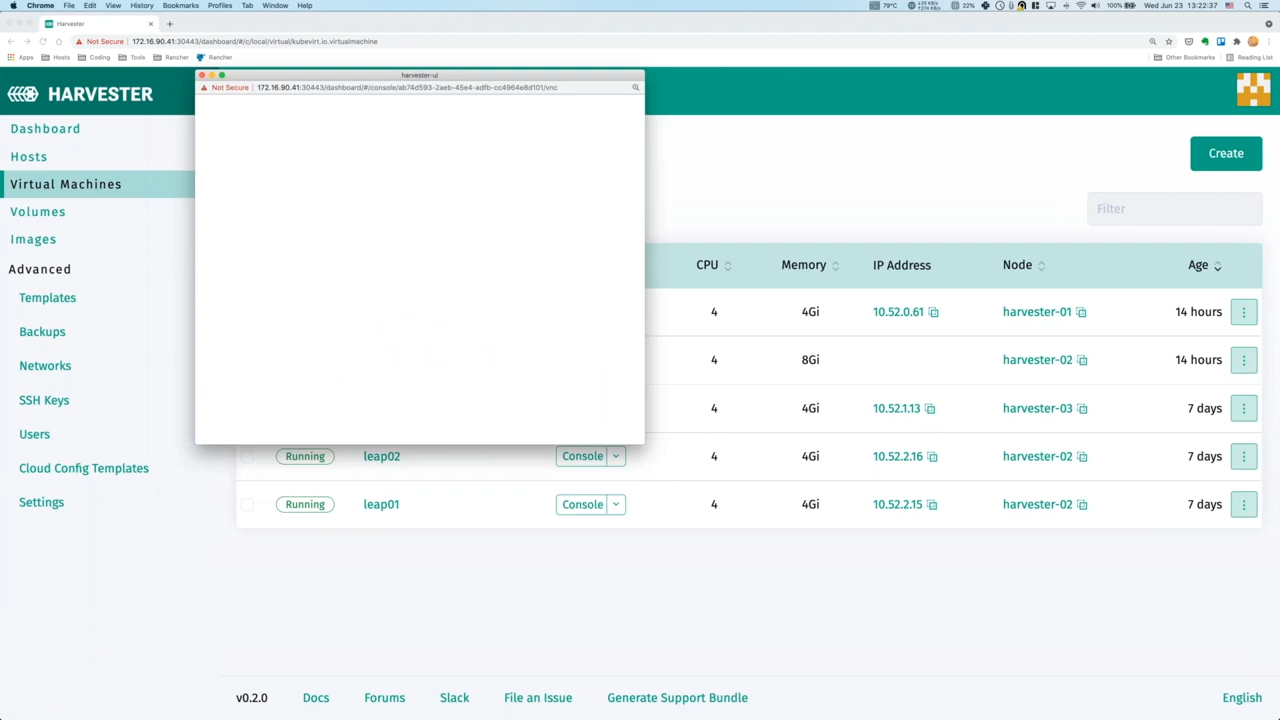 Chrome File Edit View History Bookmarks Profiles Tab Window Help 79°C 22% 100% Wed Jun 23 13:22:37
Harvester
Not Secure 172.16.90.41:30443/dashboard/#/c/local/virtual/kubevirt.io.virtualmachine
Apps Hosts Coding Tools Rancher Rancher Other Bookmarks Reading List
harvester-ui
Not Secure 172.16.90.41:30443/dashboard/#/console/ab74d593-2aeb-45e4-adfb-cc4964e8d101/vnc
HARVESTER
Dashboard
Hosts
Virtual Machines
Volumes
Images
Advanced
Templates
Backups
Networks
SSH Keys
Users
Cloud Config Templates
Settings
Create
Filter
CPU Memory IP Address Node Age
4 4Gi 10.52.0.61 harvester-01 14 hours
4 8Gi harvester-02 14 hours
4 4Gi 10.52.1.13 harvester-03 7 days
Running leap02 Console 4 4Gi 10.52.2.16 harvester-02 7 days
Running leap01 Console 4 4Gi 10.52.2.15 harvester-02 7 days
v0.2.0 Docs Forums Slack File an Issue Generate Support Bundle English